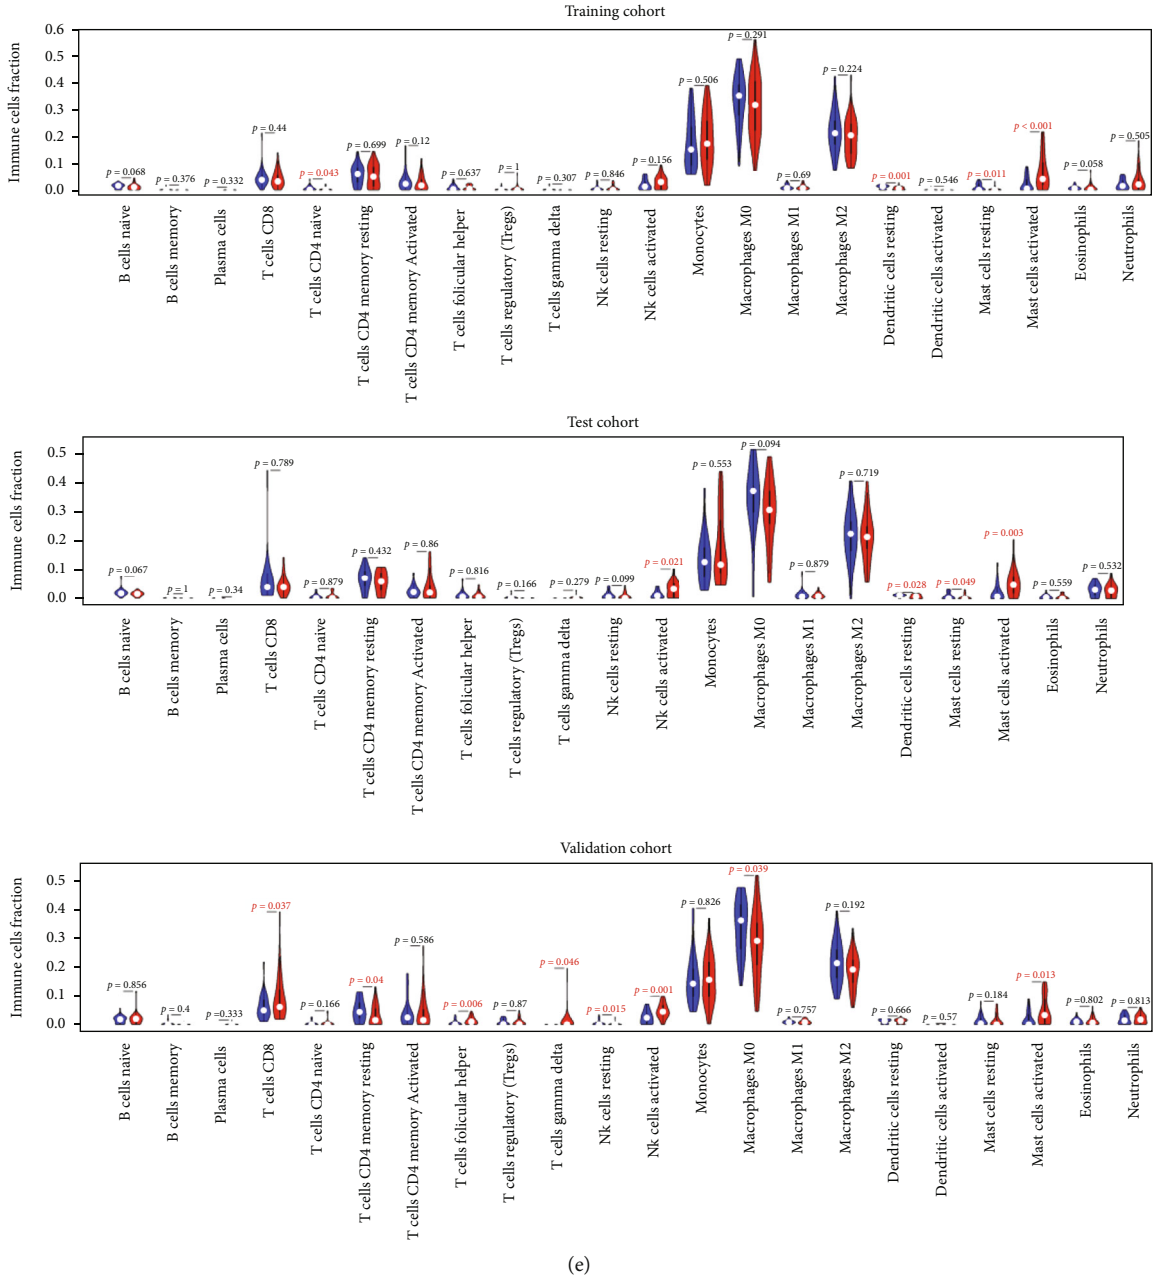 Training cohort
Immune cells fraction
0.6
0.5
0.4
0.3
0.2
0.1
0.0
p = 0.068
p = 0.376
p = 0.332
p = 0.44
p = 0.043
p = 0.699
p = 0.12
p = 0.637
p = 1
p = 0.307
p = 0.846
p = 0.156
p = 0.506
p = 0.291
p = 0.69
p = 0.224
p = 0.001
p = 0.546
p = 0.011
p < 0.001
p = 0.058
p = 0.505
B cells naive
B cells memory
Plasma cells
T cells CD8
T cells CD4 naive
T cells CD4 memory resting
T cells CD4 memory Activated
T cells follicular helper
T cells regulatory (Tregs)
T cells gamma delta
Nk cells resting
Nk cells activated
Monocytes
Macrophages M0
Macrophages M1
Macrophages M2
Dendritic cells resting
Dendritic cells activated
Mast cells resting
Mast cells activated
Eosinophils
Neutrophils
Test cohort
Immune cells fraction
0.5
0.4
0.3
0.2
0.1
0.0
p = 0.067
p = 1
p = 0.34
p = 0.789
p = 0.879
p = 0.432
p = 0.86
p = 0.816
p = 0.166
p = 0.279
p = 0.099
p = 0.021
p = 0.553
p = 0.094
p = 0.879
p = 0.719
p = 0.028
p = 0.049
p = 0.003
p = 0.559
p = 0.532
B cells naive
B cells memory
Plasma cells
T cells CD8
T cells CD4 naive
T cells CD4 memory resting
T cells CD4 memory Activated
T cells follicular helper
T cells regulatory (Tregs)
T cells gamma delta
Nk cells resting
Nk cells activated
Monocytes
Macrophages M0
Macrophages M1
Macrophages M2
Dendritic cells resting
Mast cells resting
Mast cells activated
Eosinophils
Neutrophils
Validation cohort
Immune cells fraction
0.5
0.4
0.3
0.2
0.1
0.0
p = 0.856
p = 0.4
p =0.333
p = 0.037
p = 0.166
p = 0.04
p = 0.586
p = 0.006
p = 0.87
p = 0.046
p = 0.015
p = 0.001
p = 0.826
p = 0.039
p = 0.757
p = 0.192
p = 0.666
p = 0.57
p = 0.184
p = 0.013
p = 0.802
p = 0.813
B cells naive
B cells memory
Plasma cells
T cells CD8
T cells CD4 naive
T cells CD4 memory resting
T cells CD4 memory Activated
T cells follicular helper
T cells regulatory (Tregs)
T cells gamma delta
Nk cells resting
Nk cells activated
Monocytes
Macrophages M0
Macrophages M1
Macrophages M2
Dendritic cells resting
Dendritic cells activated
Mast cells resting
Mast cells activated
Eosinophils
Neutrophils
(e)